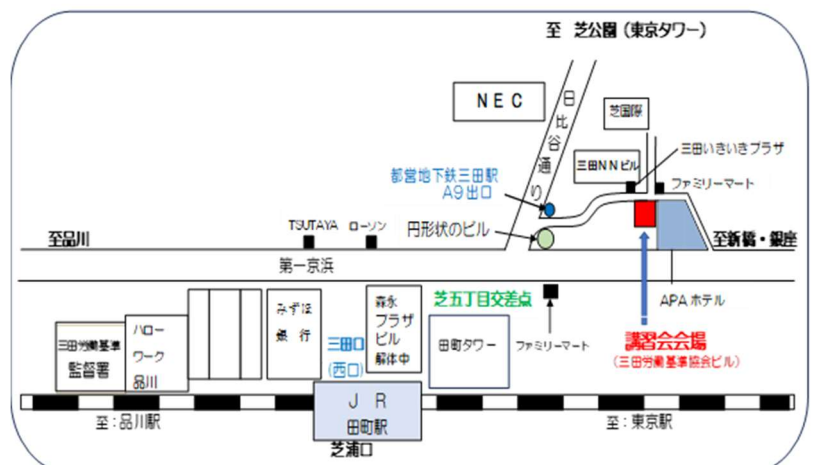 至 芝公園（東京タワー）
NEC
日比谷通り
芝国際
三田いきいきプラザ
三田NNビル
ファミリーマート
都営地下鉄三田駅
A9出口
TSUTAYA
ローソン
円形状のビル
至品川
至新橋・銀座
第一京浜
APAホテル
芝五丁目交差点
みずほ
銀行
森永
プラザ
ビル
解体中
三田口
(西口)
田町タワー
ファミリーマート
講習会会場
(三田労働基準協会ビル)
三田労働基準
監督署
ハロー
ワーク
品川
JR
田町駅
至：品川駅
至：東京駅
芝浦口